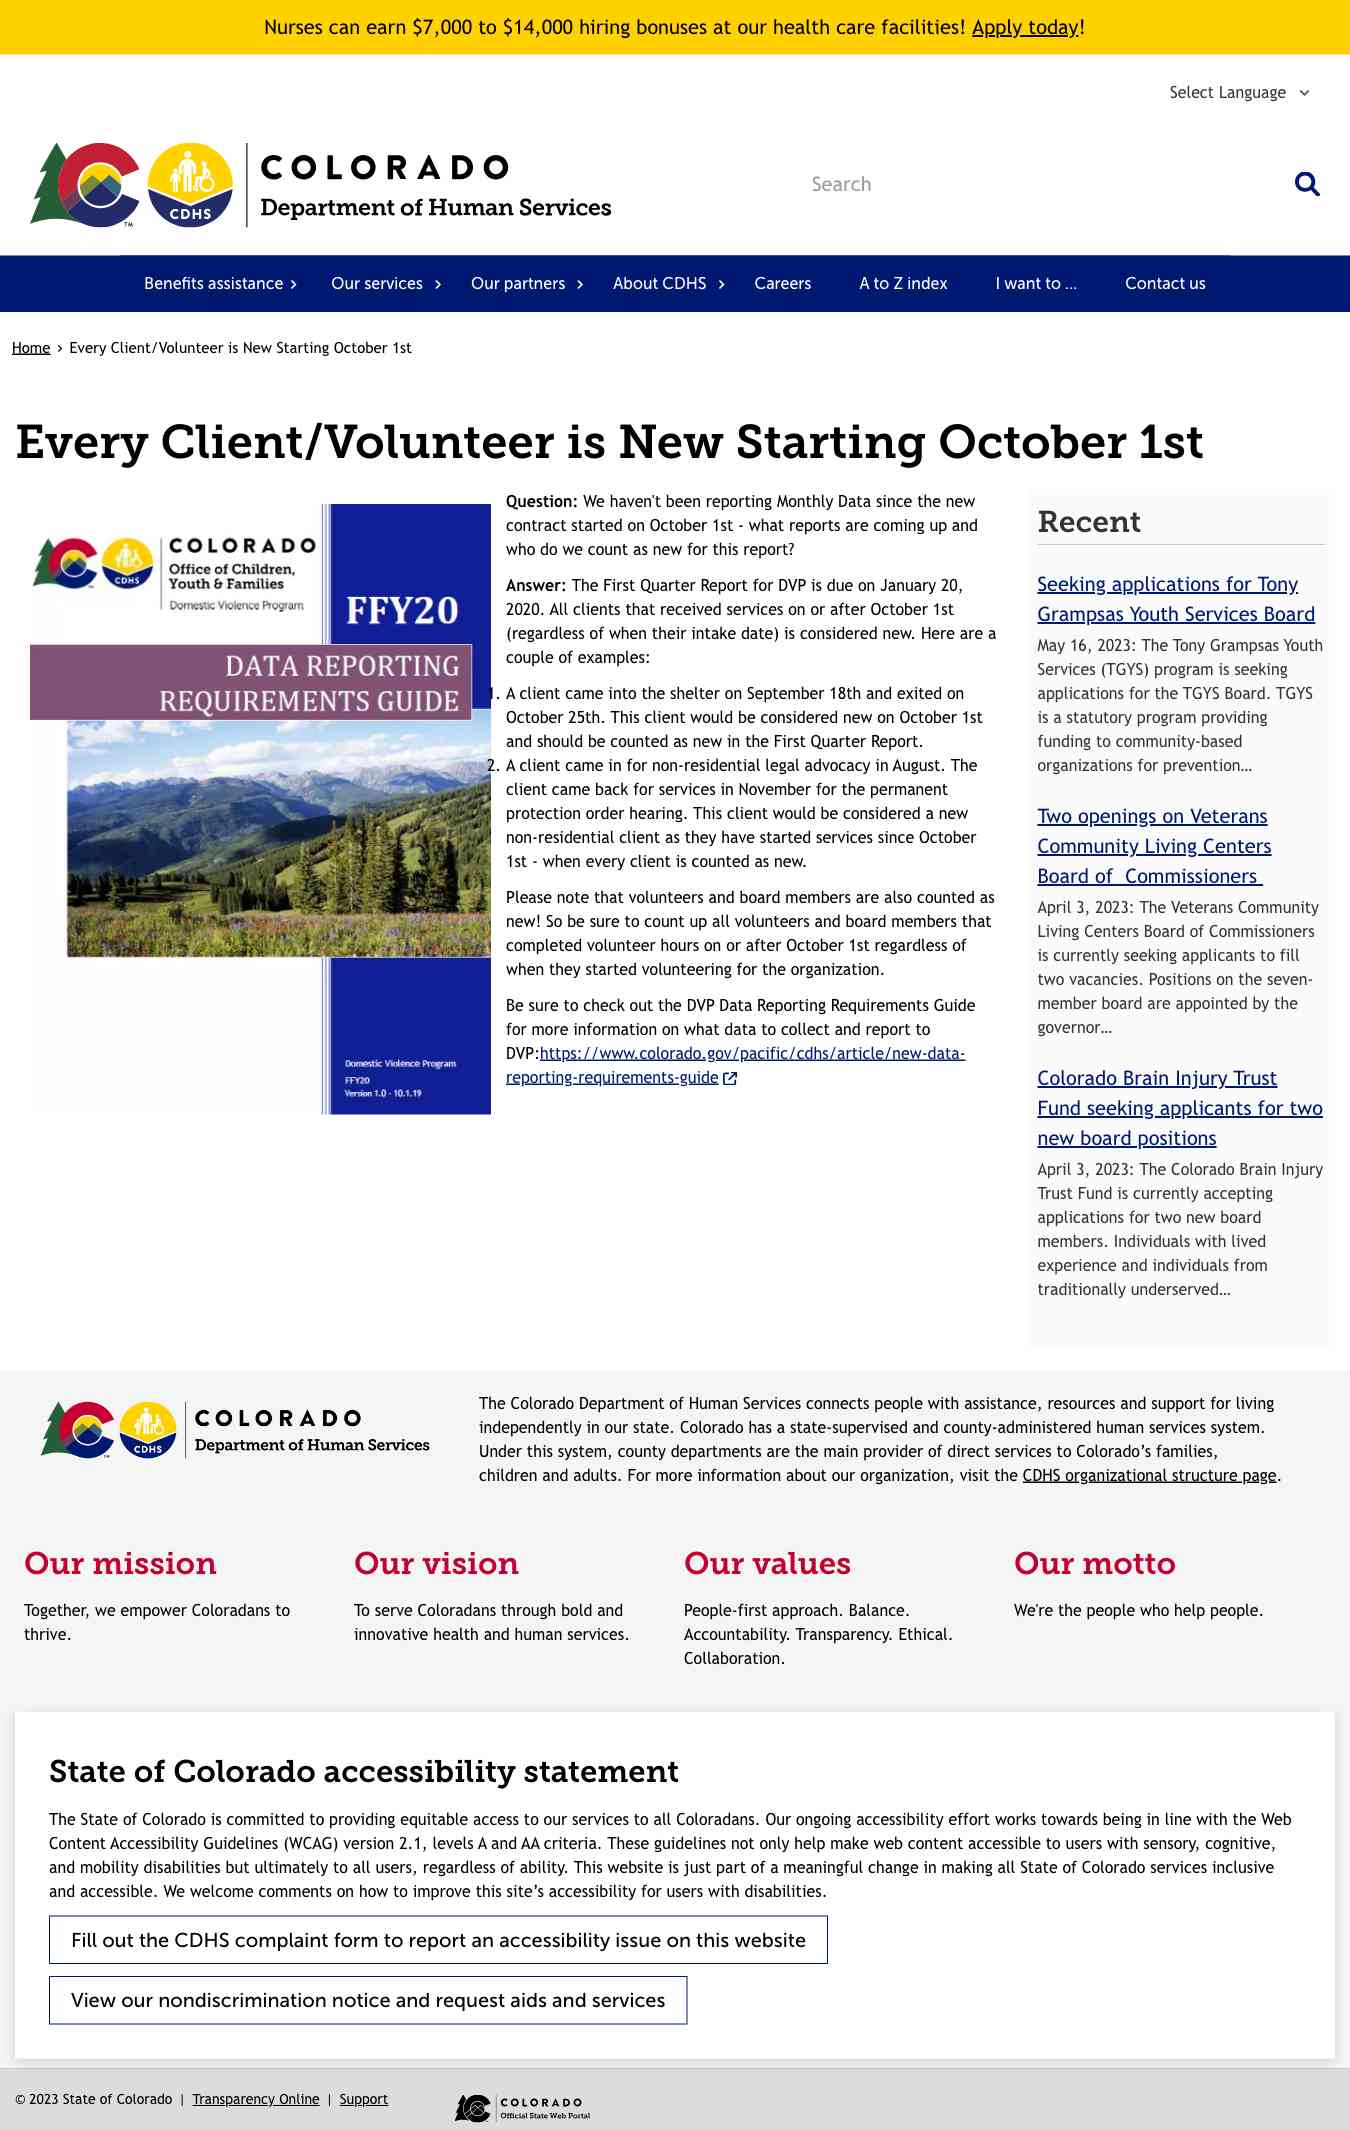 Nurses can earn $7,000 to $14,000 hiring bonuses at our health care facilities! Apply today!
Select Language
COLORADO
Department of Human Services
CDHS
TM
Search
Benefits assistance
Our services
Our partners
About CDHS
Careers
A to Z index
I want to ...
Contact us
Home › Every Client/Volunteer is New Starting October 1st
Every Client/Volunteer is New Starting October 1st
COLORADO
Office of Children,
Youth & Families
Domestic Violence Program
CDHS
FFY20
DATA REPORTING
REQUIREMENTS GUIDE
Domestic Violence Program
FFY20
Version 1.0 - 10.1.19
Question: We haven't been reporting Monthly Data since the new
contract started on October 1st - what reports are coming up and
who do we count as new for this report?
Answer: The First Quarter Report for DVP is due on January 20,
2020. All clients that received services on or after October 1st
(regardless of when their intake date) is considered new. Here are a
couple of examples:
1. A client came into the shelter on September 18th and exited on
October 25th. This client would be considered new on October 1st
and should be counted as new in the First Quarter Report.
2. A client came in for non-residential legal advocacy in August. The
client came back for services in November for the permanent
protection order hearing. This client would be considered a new
non-residential client as they have started services since October
1st - when every client is counted as new.
Please note that volunteers and board members are also counted as
new! So be sure to count up all volunteers and board members that
completed volunteer hours on or after October 1st regardless of
when they started volunteering for the organization.
Be sure to check out the DVP Data Reporting Requirements Guide
for more information on what data to collect and report to
DVP:https://www.colorado.gov/pacific/cdhs/article/new-data-
reporting-requirements-guide
Recent
Seeking applications for Tony
Grampsas Youth Services Board
May 16, 2023: The Tony Grampsas Youth
Services (TGYS) program is seeking
applications for the TGYS Board. TGYS
is a statutory program providing
funding to community-based
organizations for prevention...
Two openings on Veterans
Community Living Centers
Board of  Commissioners
April 3, 2023: The Veterans Community
Living Centers Board of Commissioners
is currently seeking applicants to fill
two vacancies. Positions on the seven-
member board are appointed by the
governor...
Colorado Brain Injury Trust
Fund seeking applicants for two
new board positions
April 3, 2023: The Colorado Brain Injury
Trust Fund is currently accepting
applications for two new board
members. Individuals with lived
experience and individuals from
traditionally underserved...
COLORADO
Department of Human Services
CDHS
The Colorado Department of Human Services connects people with assistance, resources and support for living
independently in our state. Colorado has a state-supervised and county-administered human services system.
Under this system, county departments are the main provider of direct services to Colorado’s families,
children and adults. For more information about our organization, visit the CDHS organizational structure page.
Our mission
Together, we empower Coloradans to
thrive.
Our vision
To serve Coloradans through bold and
innovative health and human services.
Our values
People-first approach. Balance.
Accountability. Transparency. Ethical.
Collaboration.
Our motto
We're the people who help people.
State of Colorado accessibility statement
The State of Colorado is committed to providing equitable access to our services to all Coloradans. Our ongoing accessibility effort works towards being in line with the Web
Content Accessibility Guidelines (WCAG) version 2.1, levels A and AA criteria. These guidelines not only help make web content accessible to users with sensory, cognitive,
and mobility disabilities but ultimately to all users, regardless of ability. This website is just part of a meaningful change in making all State of Colorado services inclusive
and accessible. We welcome comments on how to improve this site’s accessibility for users with disabilities.
Fill out the CDHS complaint form to report an accessibility issue on this website
View our nondiscrimination notice and request aids and services
© 2023 State of Colorado | Transparency Online | Support
COLORADO
Official State Web Portal